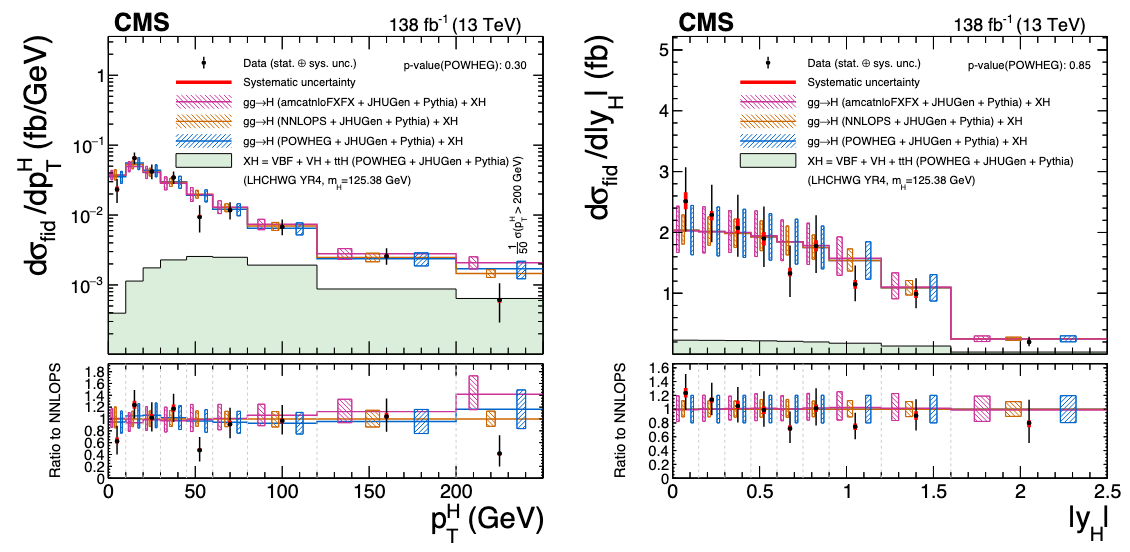 CMS 138 fb⁻¹ (13 TeV)
dσ_fid/dp_T^H (fb/GeV)
Data (stat. ⊕ sys. unc.)
p-value(POWHEG): 0.30
Systematic uncertainty
gg→H (amcatnloFXFX + JHUGen + Pythia) + XH
gg→H (NNLOPS + JHUGen + Pythia) + XH
gg→H (POWHEG + JHUGen + Pythia) + XH
XH = VBF + VH + ttH (POWHEG + JHUGen + Pythia)
(LHCHWG YR4, m_H=125.38 GeV)
1/50 σ(p_T^H > 200 GeV)
1
10⁻¹
10⁻²
10⁻³
Ratio to NNLOPS
1.8
1.6
1.4
1.2
1
0.8
0.6
0.4
0.2
0
0 50 100 150 200 250
p_T^H (GeV)
CMS 138 fb⁻¹ (13 TeV)
dσ_fid/d|y_H| (fb)
Data (stat. ⊕ sys. unc.)
p-value(POWHEG): 0.85
Systematic uncertainty
gg→H (amcatnloFXFX + JHUGen + Pythia) + XH
gg→H (NNLOPS + JHUGen + Pythia) + XH
gg→H (POWHEG + JHUGen + Pythia) + XH
XH = VBF + VH + ttH (POWHEG + JHUGen + Pythia)
(LHCHWG YR4, m_H=125.38 GeV)
5
4
3
2
1
Ratio to NNLOPS
1.6
1.4
1.2
1
0.8
0.6
0.4
0.2
0
0 0.5 1 1.5 2 2.5
|y_H|